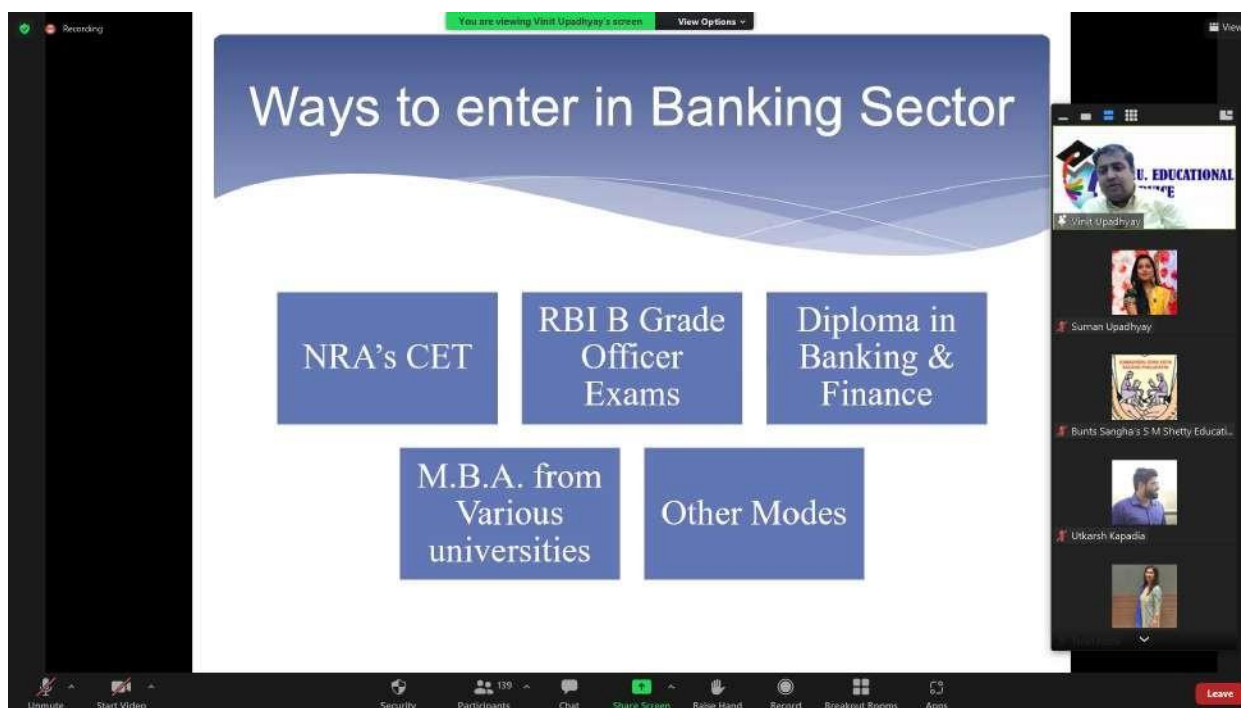 Recording
You are viewing Vinit Upadhyay's screen
View Options
View
Ways to enter in Banking Sector
U. EDUCATIONAL
Vinit Upadhyay
Suman Upadhyay
Bunts Sangha's S M Shetty Educati...
Utkarsh Kapadia
NRA's CET
RBI B Grade
Officer
Exams
Diploma in
Banking &
Finance
M.B.A. from
Various
universities
Other Modes
Unmute
Start Video
Security
139
Participants
Chat
Share Screen
Raise Hand
Record
Breakout Rooms
Apps
Leave